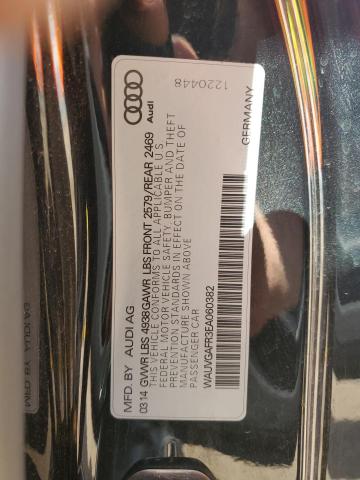 Audi
1220448
MFD. BY AUDI AG
03 14 GVWR LBS 4938 GAWR LBS FRONT 2579/REAR 2469
THIS VEHICLE CONFORMS TO ALL APPLICABLE U S
FEDERAL MOTOR VEHICLE SAFETY, BUMPER AND THEFT
PREVENTION STANDARDS IN EFFECT ON THE DATE OF
MANUFACTURE SHOWN ABOVE
PASSENGER CAR
WAUVGAFR3EA060382
GERMANY